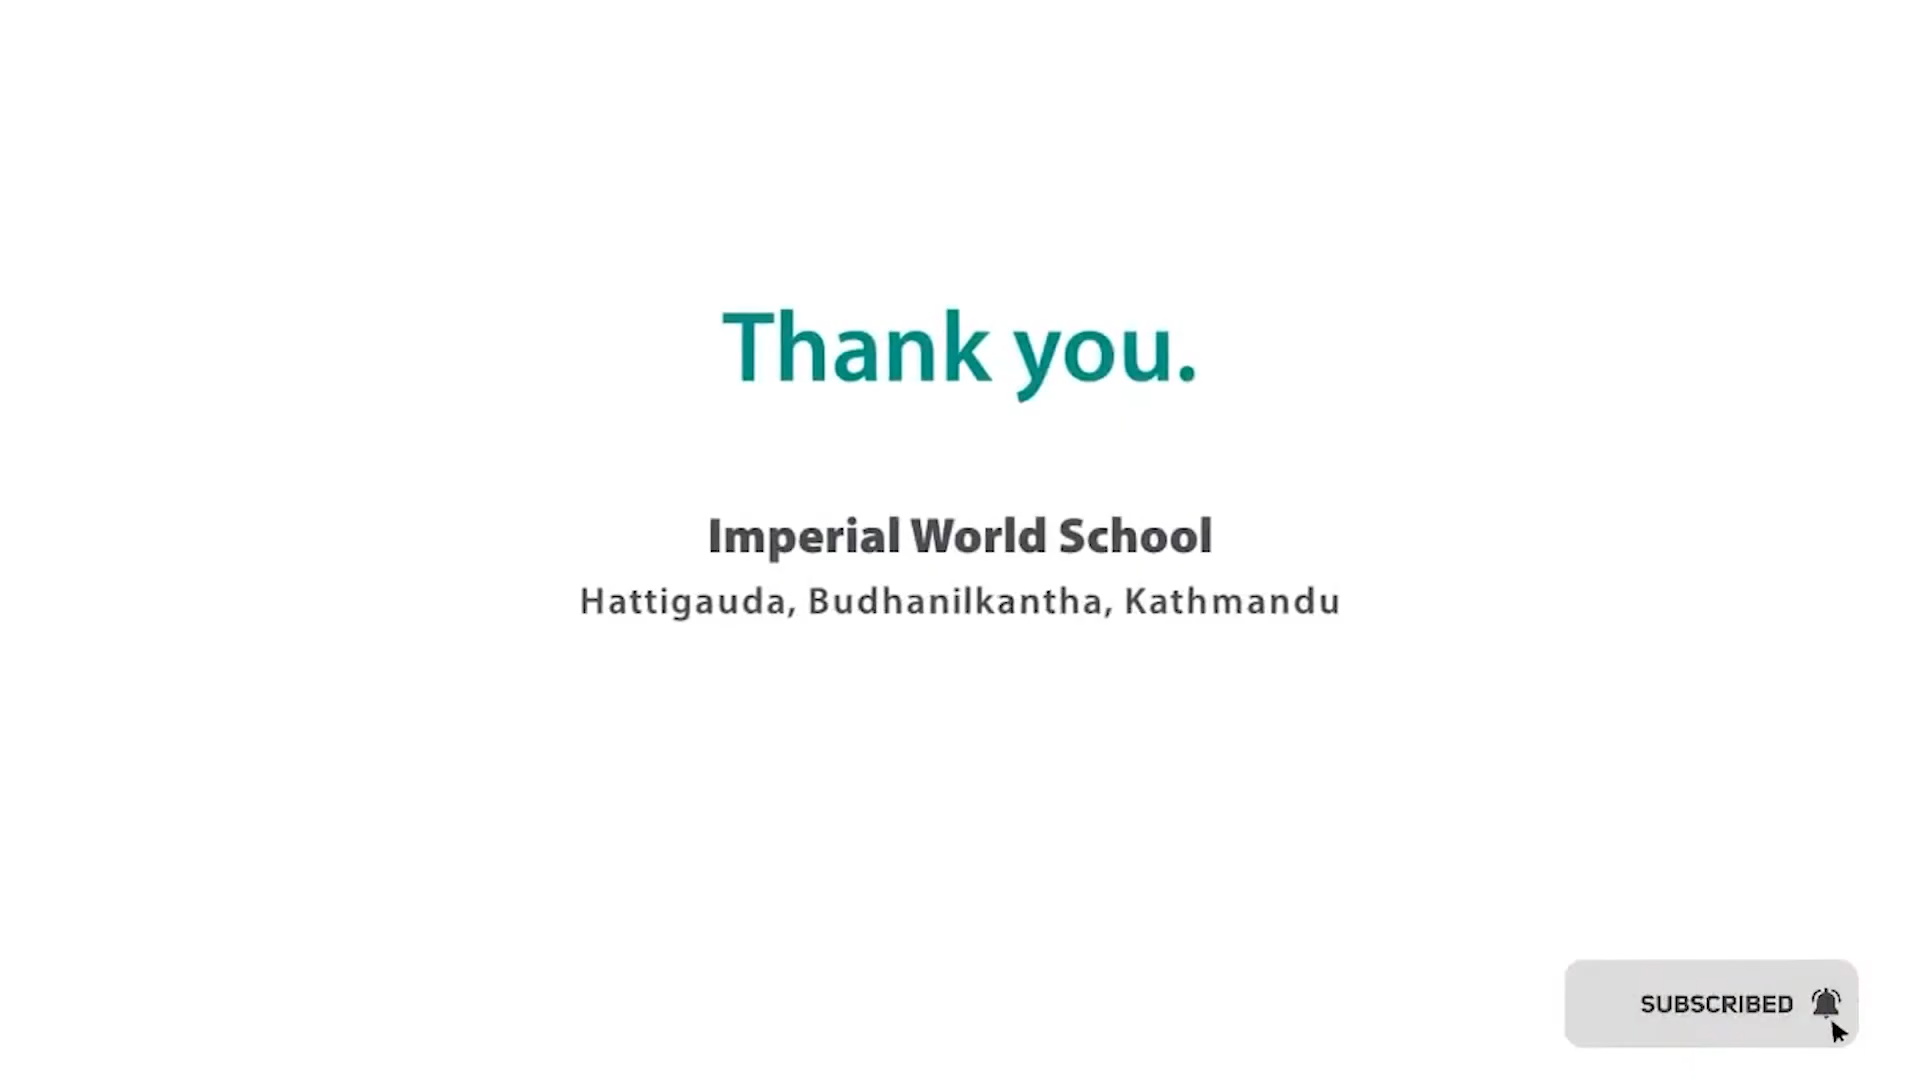 Thank you.
Imperial World School
Hattigauda, Budhanilkantha, Kathmandu
SUBSCRIBED